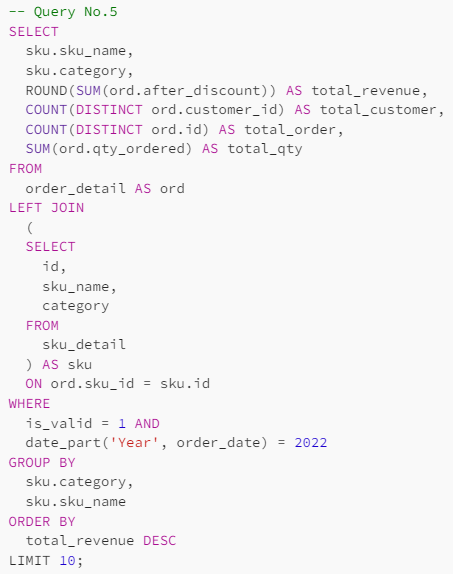 -- Query No.5
SELECT
  sku.sku_name,
  sku.category,
  ROUND(SUM(ord.after_discount)) AS total_revenue,
  COUNT(DISTINCT ord.customer_id) AS total_customer,
  COUNT(DISTINCT ord.id) AS total_order,
  SUM(ord.qty_ordered) AS total_qty
FROM
  order_detail AS ord
LEFT JOIN
  (
  SELECT
    id,
    sku_name,
    category
  FROM
    sku_detail
  ) AS sku
  ON ord.sku_id = sku.id
WHERE
  is_valid = 1 AND
  date_part('Year', order_date) = 2022
GROUP BY
  sku.category,
  sku.sku_name
ORDER BY
  total_revenue DESC
LIMIT 10;